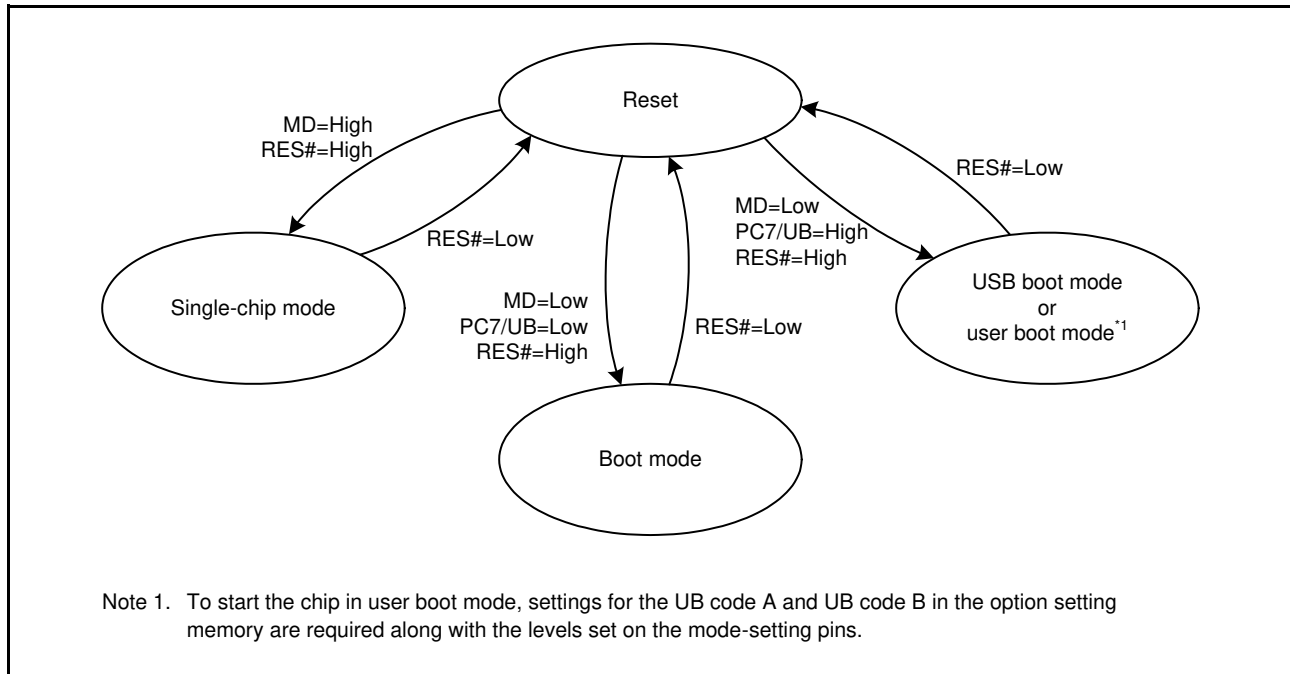 Reset
MD=High
RES#=High
RES#=Low
MD=Low
PC7/UB=High
RES#=High
RES#=Low
Single-chip mode
MD=Low
PC7/UB=Low
RES#=High
RES#=Low
USB boot mode
or
user boot mode*1
Boot mode
Note 1. To start the chip in user boot mode, settings for the UB code A and UB code B in the option setting
memory are required along with the levels set on the mode-setting pins.